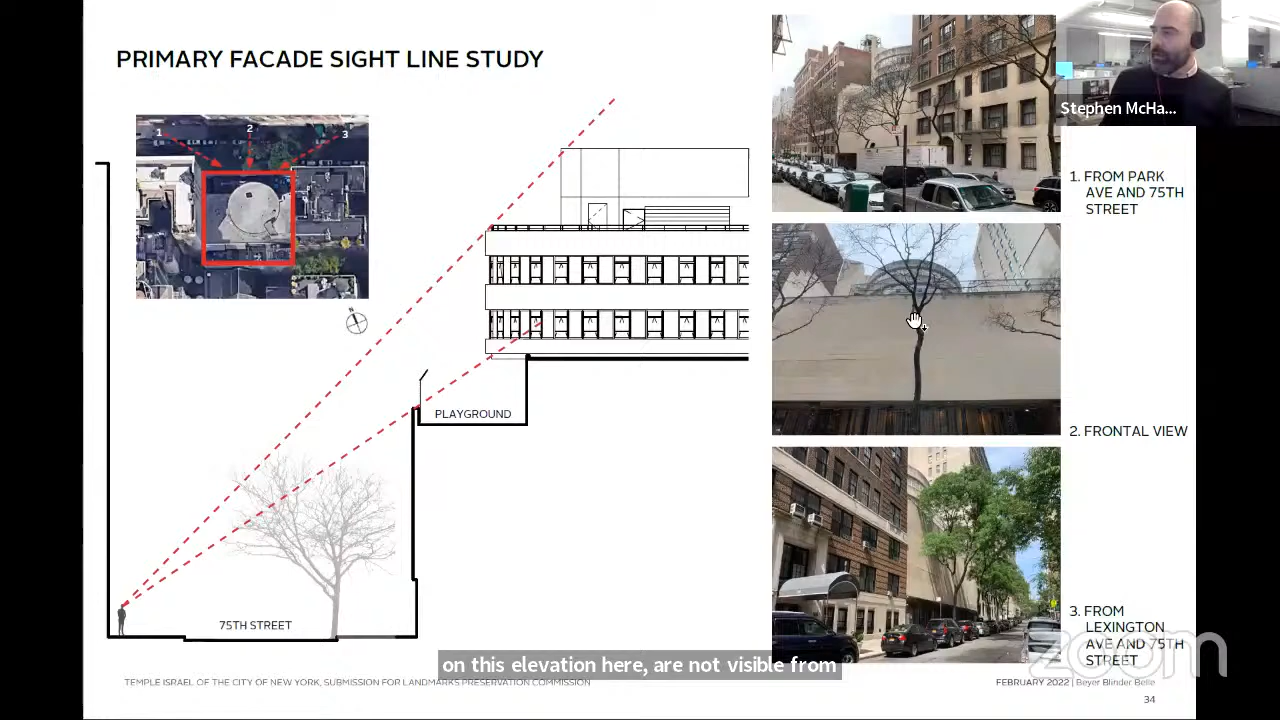 PRIMARY FACADE SIGHT LINE STUDY
1
2
3
N
PLAYGROUND
75TH STREET
Stephen McHa...
1. FROM PARK
AVE AND 75TH
STREET
2. FRONTAL VIEW
3. FROM
LEXINGTON
AVE AND 75TH
STREET
zoom
on this elevation here, are not visible from
TEMPLE ISRAEL OF THE CITY OF NEW YORK, SUBMISSION FOR LANDMARKS PRESERVATION COMMISSION
FEBRUARY 2022 | Beyer Blinder Belle
34